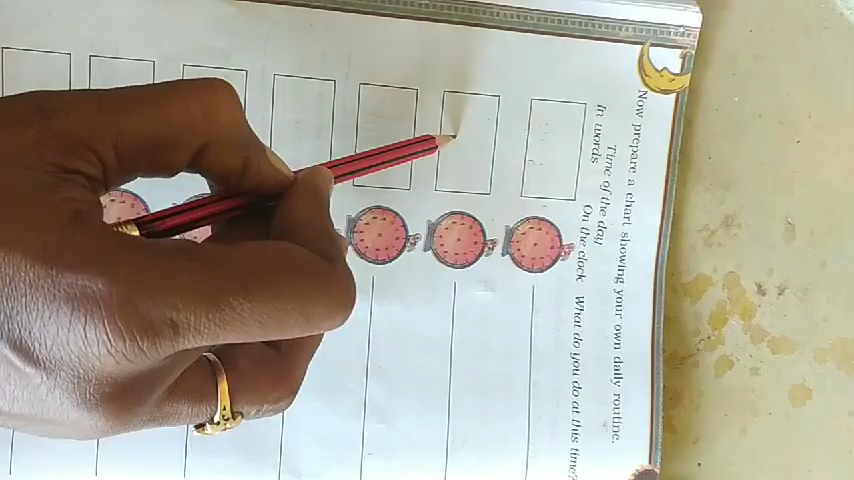 Now prepare a chart showing your own daily routine.
Time of the day
In words On the clock What do you do at this time?